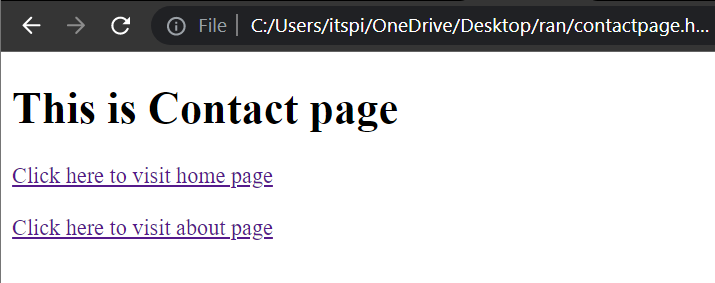 File C:/Users/itspi/OneDrive/Desktop/ran/contactpage.h...
This is Contact page
Click here to visit home page
Click here to visit about page